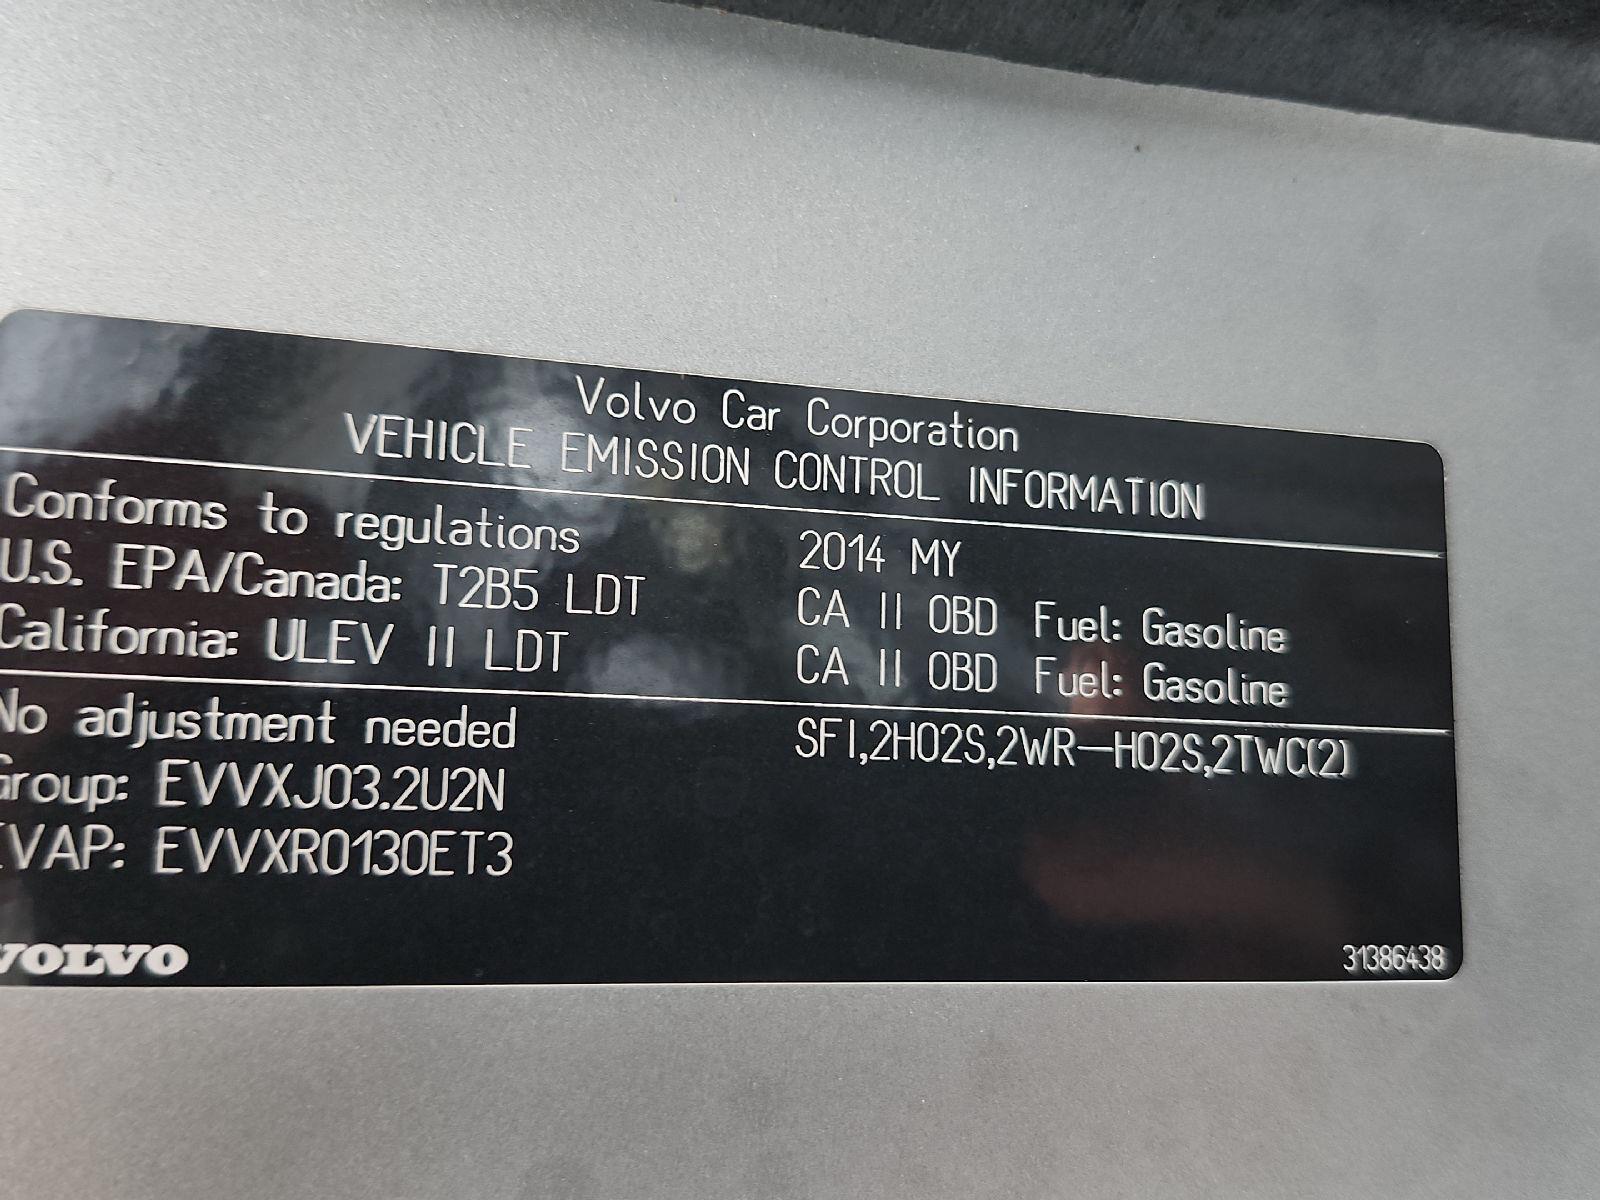 Volvo Car Corporation
VEHICLE EMISSION CONTROL INFORMATION
Conforms to regulations 2014 MY
U.S. EPA/Canada: T2B5 LDT CA II OBD Fuel: Gasoline
California: ULEV II LDT CA II OBD Fuel: Gasoline
No adjustment needed SFI,2HO2S,2WR-HO2S,2TWC(2)
Group: EVVXJ03.2U2N
EVAP: EVVXR0130ET3
VOLVO 31386438